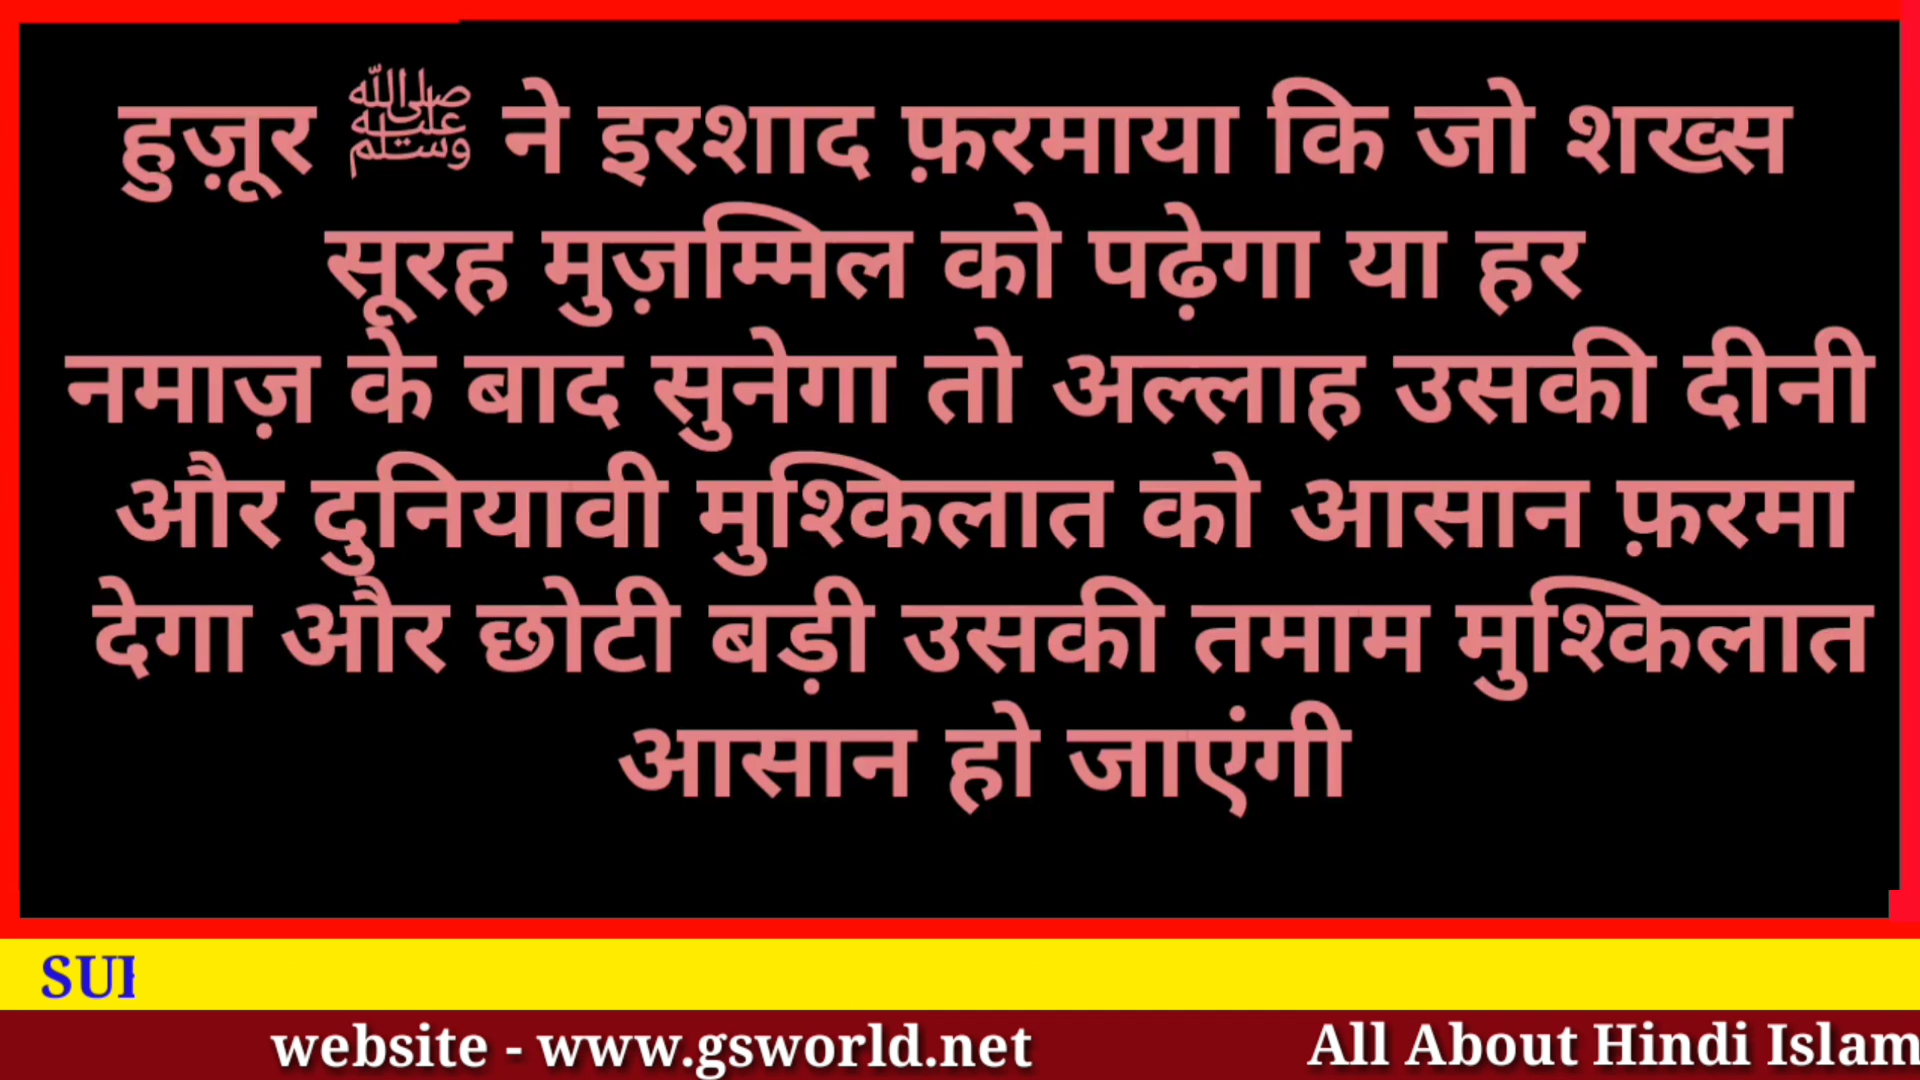 हुज़ूर ﷺ ने इरशाद फ़रमाया कि जो शख्स
सूरह मुज़म्मिल को पढ़ेगा या हर
नमाज़ के बाद सुनेगा तो अल्लाह उसकी दीनी
और दुनियावी मुश्किलात को आसान फ़रमा
देगा और छोटी बड़ी उसकी तमाम मुश्किलात
आसान हो जाएंगी
website - www.gsworld.net
All About Hindi Islam